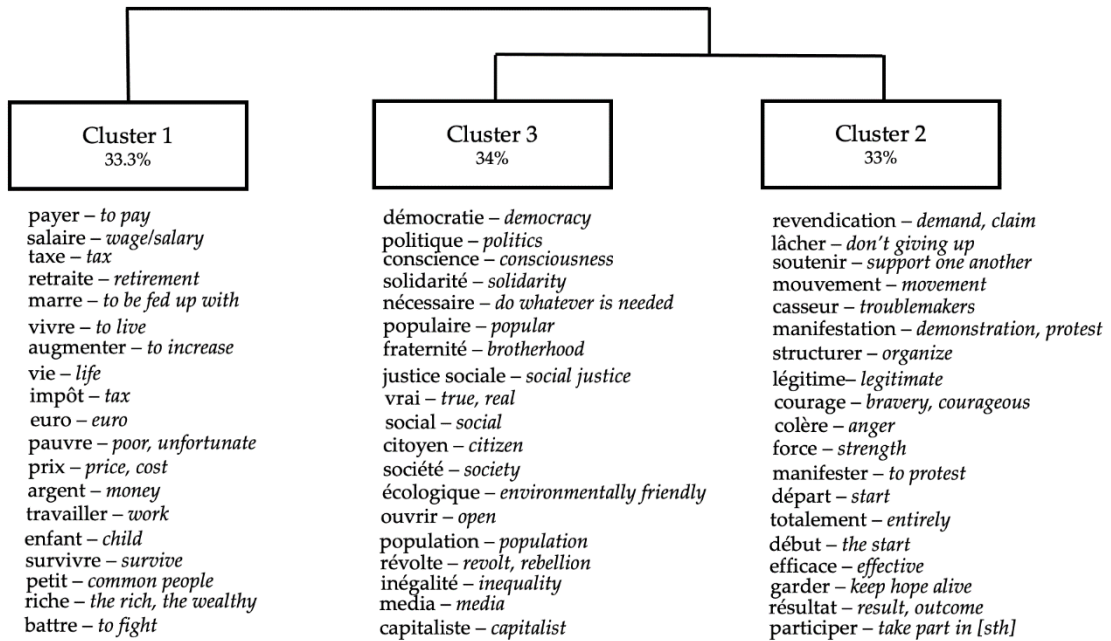 Cluster 1
33.3%
payer – to pay
salaire – wage/salary
taxe – tax
retraite – retirement
marre – to be fed up with
vivre – to live
augmenter – to increase
vie – life
impôt – tax
euro – euro
pauvre – poor, unfortunate
prix – price, cost
argent – money
travailler – work
enfant – child
survivre – survive
petit – common people
riche – the rich, the wealthy
battre – to fight
Cluster 3
34%
démocratie – democracy
politique – politics
conscience – consciousness
solidarité – solidarity
nécessaire – do whatever is needed
populaire – popular
fraternité – brotherhood
justice sociale – social justice
vrai – true, real
social – social
citoyen – citizen
société – society
écologique – environmentally friendly
ouvrir – open
population – population
révolte – revolt, rebellion
inégalité – inequality
media – media
capitaliste – capitalist
Cluster 2
33%
revendication – demand, claim
lâcher – don't giving up
soutenir – support one another
mouvement – movement
casseur – troublemakers
manifestation – demonstration, protest
structurer – organize
légitime– legitimate
courage – bravery, courageous
colère – anger
force – strength
manifester – to protest
départ – start
totalement – entirely
début – the start
efficace – effective
garder – keep hope alive
résultat – result, outcome
participer – take part in [sth]